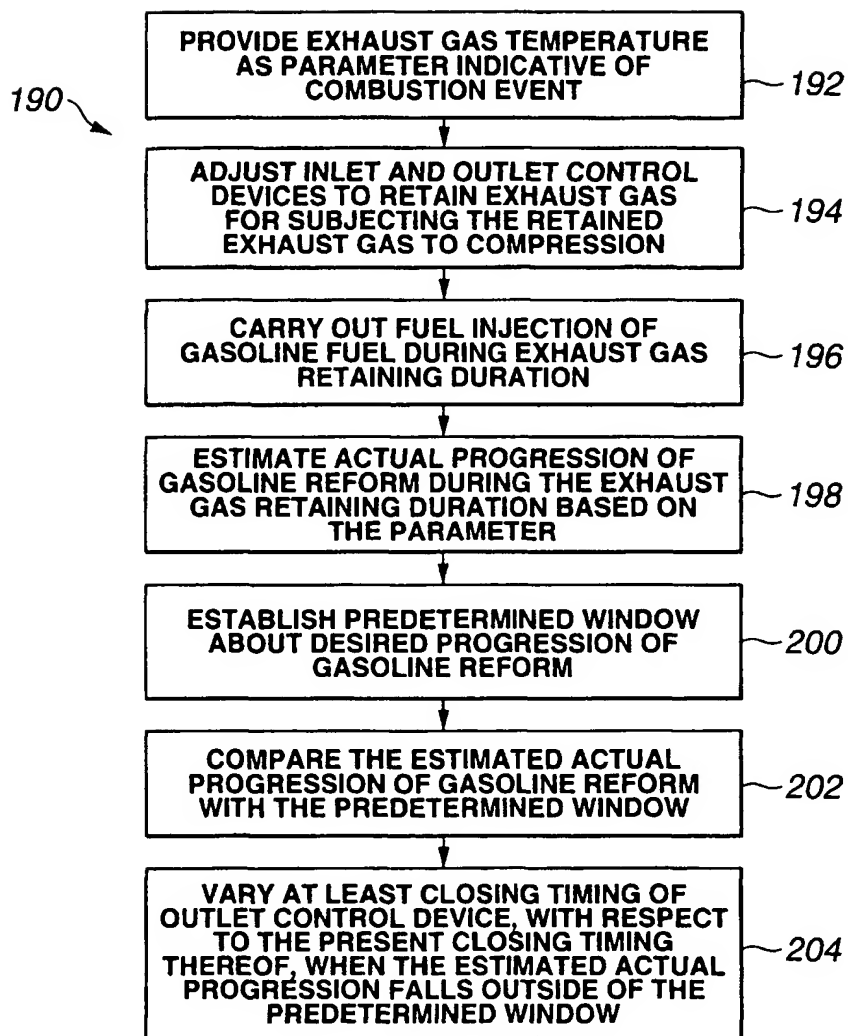 190
PROVIDE EXHAUST GAS TEMPERATURE
AS PARAMETER INDICATIVE OF
COMBUSTION EVENT
192
ADJUST INLET AND OUTLET CONTROL
DEVICES TO RETAIN EXHAUST GAS
FOR SUBJECTING THE RETAINED
EXHAUST GAS TO COMPRESSION
194
CARRY OUT FUEL INJECTION OF
GASOLINE FUEL DURING EXHAUST GAS
RETAINING DURATION
196
ESTIMATE ACTUAL PROGRESSION OF
GASOLINE REFORM DURING THE EXHAUST
GAS RETAINING DURATION BASED ON
THE PARAMETER
198
ESTABLISH PREDETERMINED WINDOW
ABOUT DESIRED PROGRESSION OF
GASOLINE REFORM
200
COMPARE THE ESTIMATED ACTUAL
PROGRESSION OF GASOLINE REFORM
WITH THE PREDETERMINED WINDOW
202
VARY AT LEAST CLOSING TIMING OF
OUTLET CONTROL DEVICE, WITH RESPECT
TO THE PRESENT CLOSING TIMING
THEREOF, WHEN THE ESTIMATED ACTUAL
PROGRESSION FALLS OUTSIDE OF THE
PREDETERMINED WINDOW
204